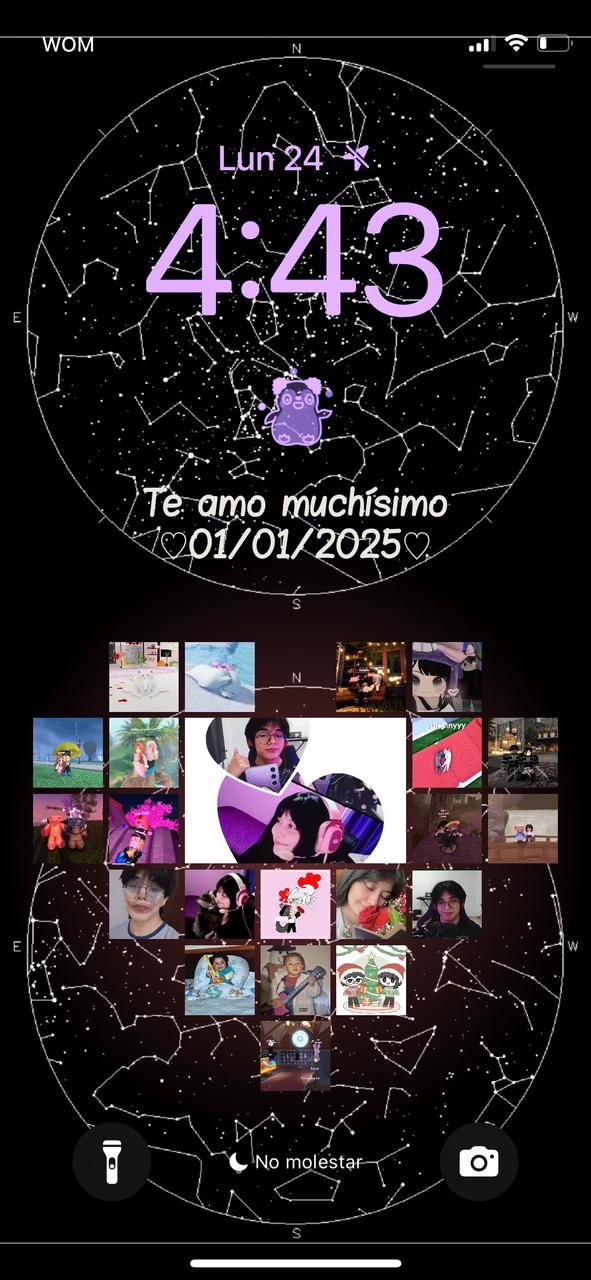 WOM
N
Lun 24
4:43
E
W
Te amo muchísimo
♡01/01/2025♡
S
N
E
W
No molestar
S